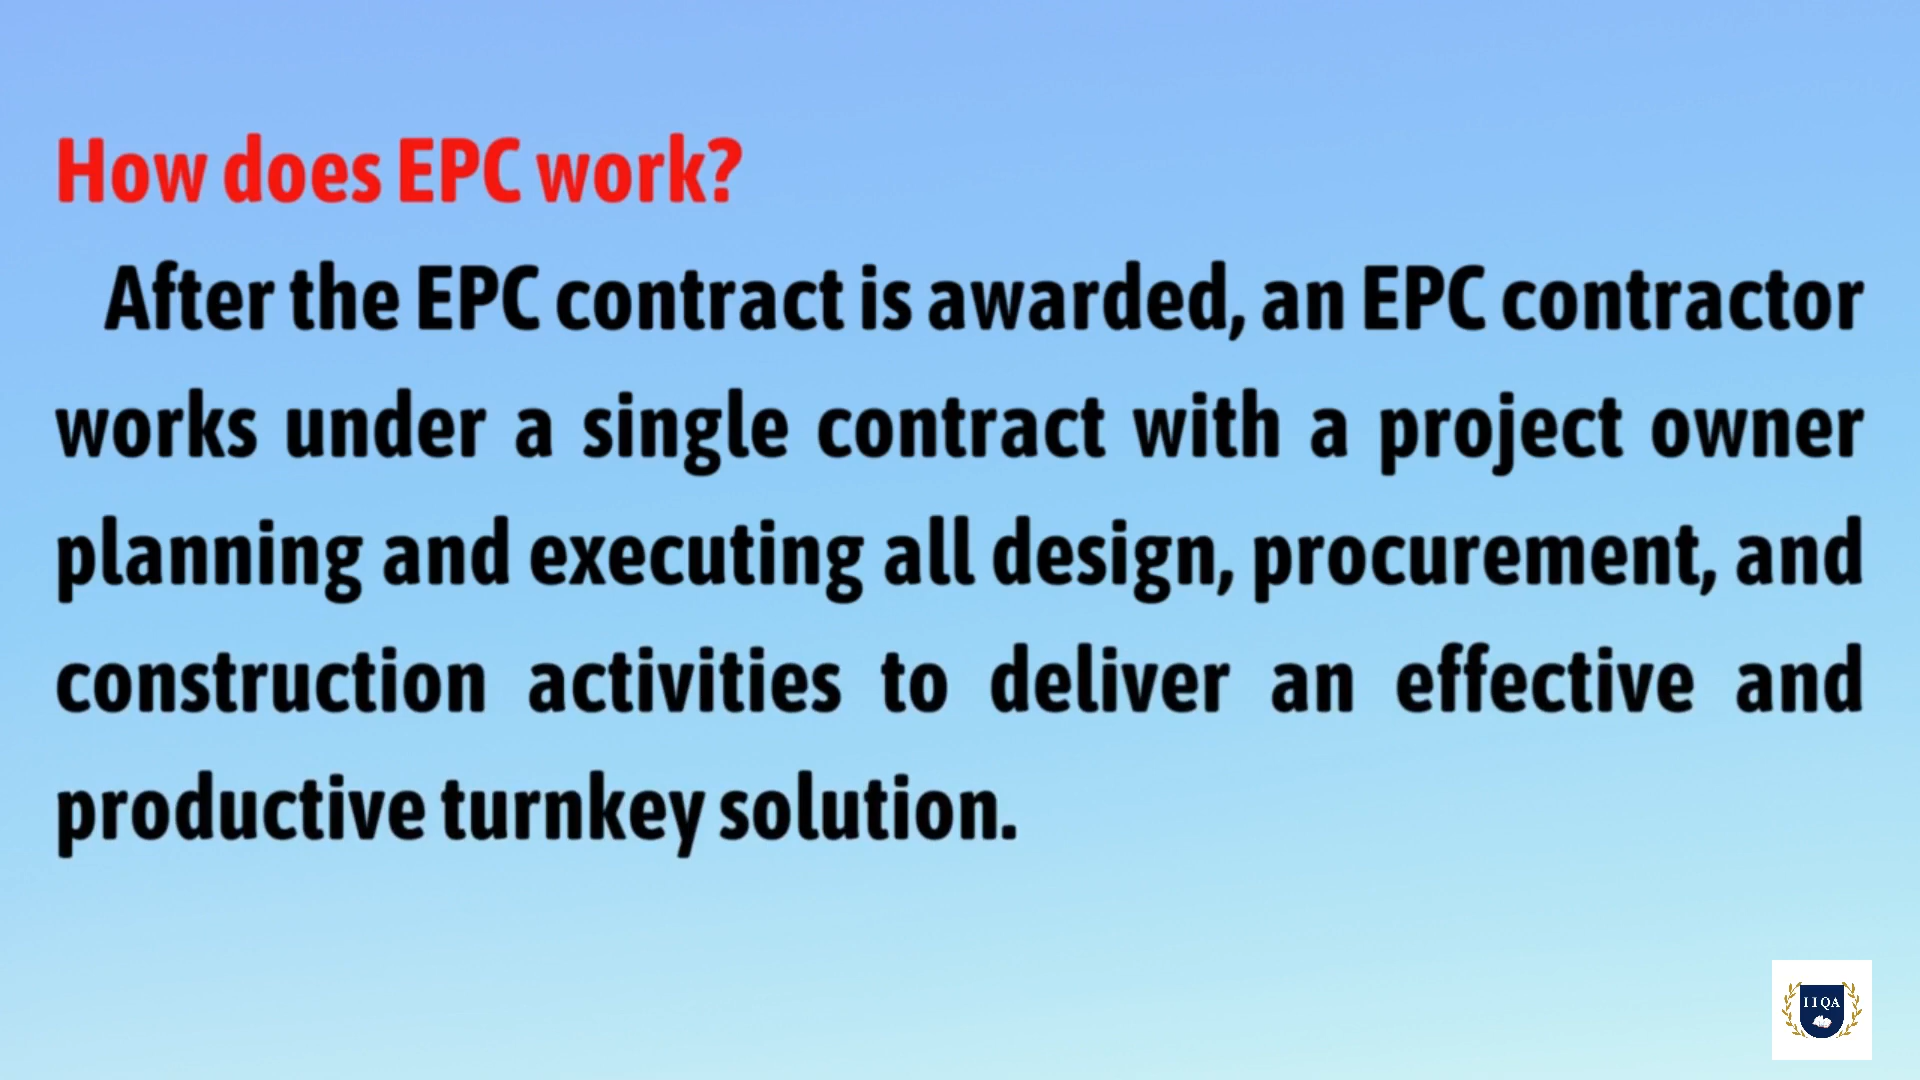 How does EPC work?
After the EPC contract is awarded, an EPC contractor
works under a single contract with a project owner
planning and executing all design, procurement, and
construction activities to deliver an effective and
productive turnkey solution.
IIQA